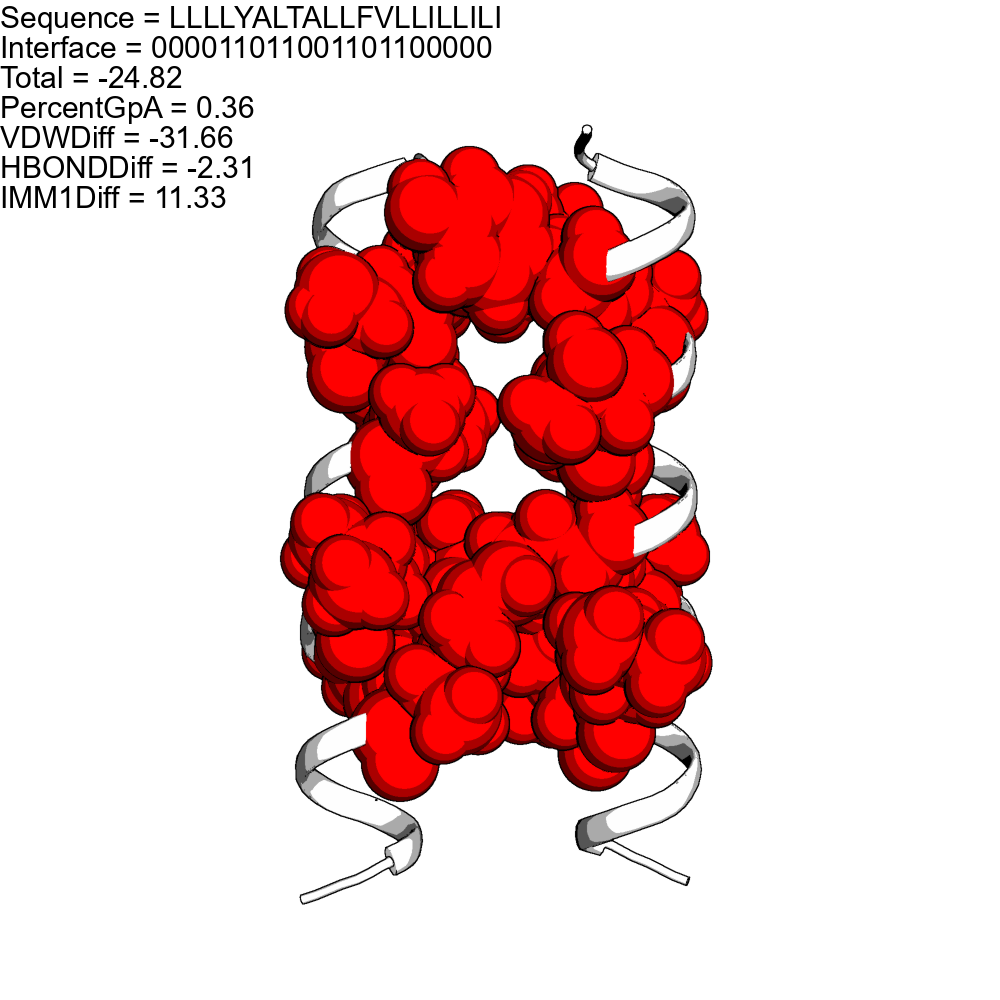 Sequence = LLLLYALTALLFVLLILLILI
Interface = 000011011001101100000
Total = -24.82
PercentGpA = 0.36
VDWDiff = -31.66
HBONDDiff = -2.31
IMM1Diff = 11.33